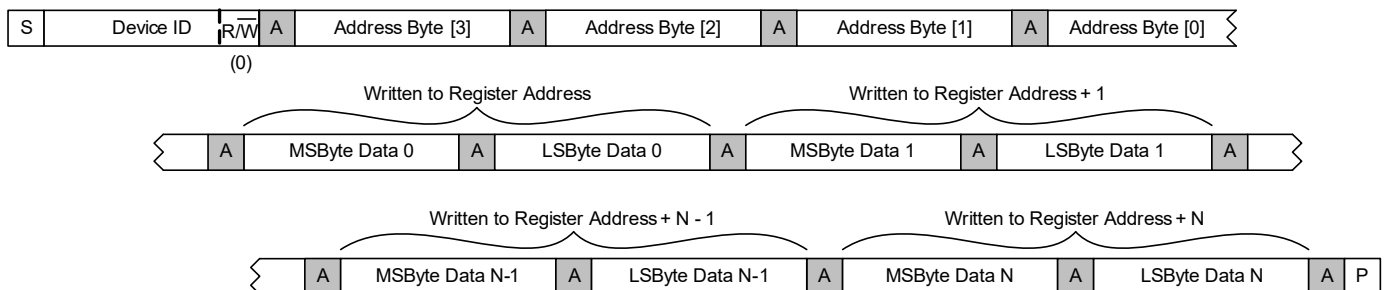 S Device ID R/W̅ A Address Byte [3] A Address Byte [2] A Address Byte [1] A Address Byte [0]
(0)
Written to Register Address Written to Register Address + 1
A MSByte Data 0 A LSByte Data 0 A MSByte Data 1 A LSByte Data 1 A
Written to Register Address + N - 1 Written to Register Address + N
A MSByte Data N-1 A LSByte Data N-1 A MSByte Data N A LSByte Data N A P